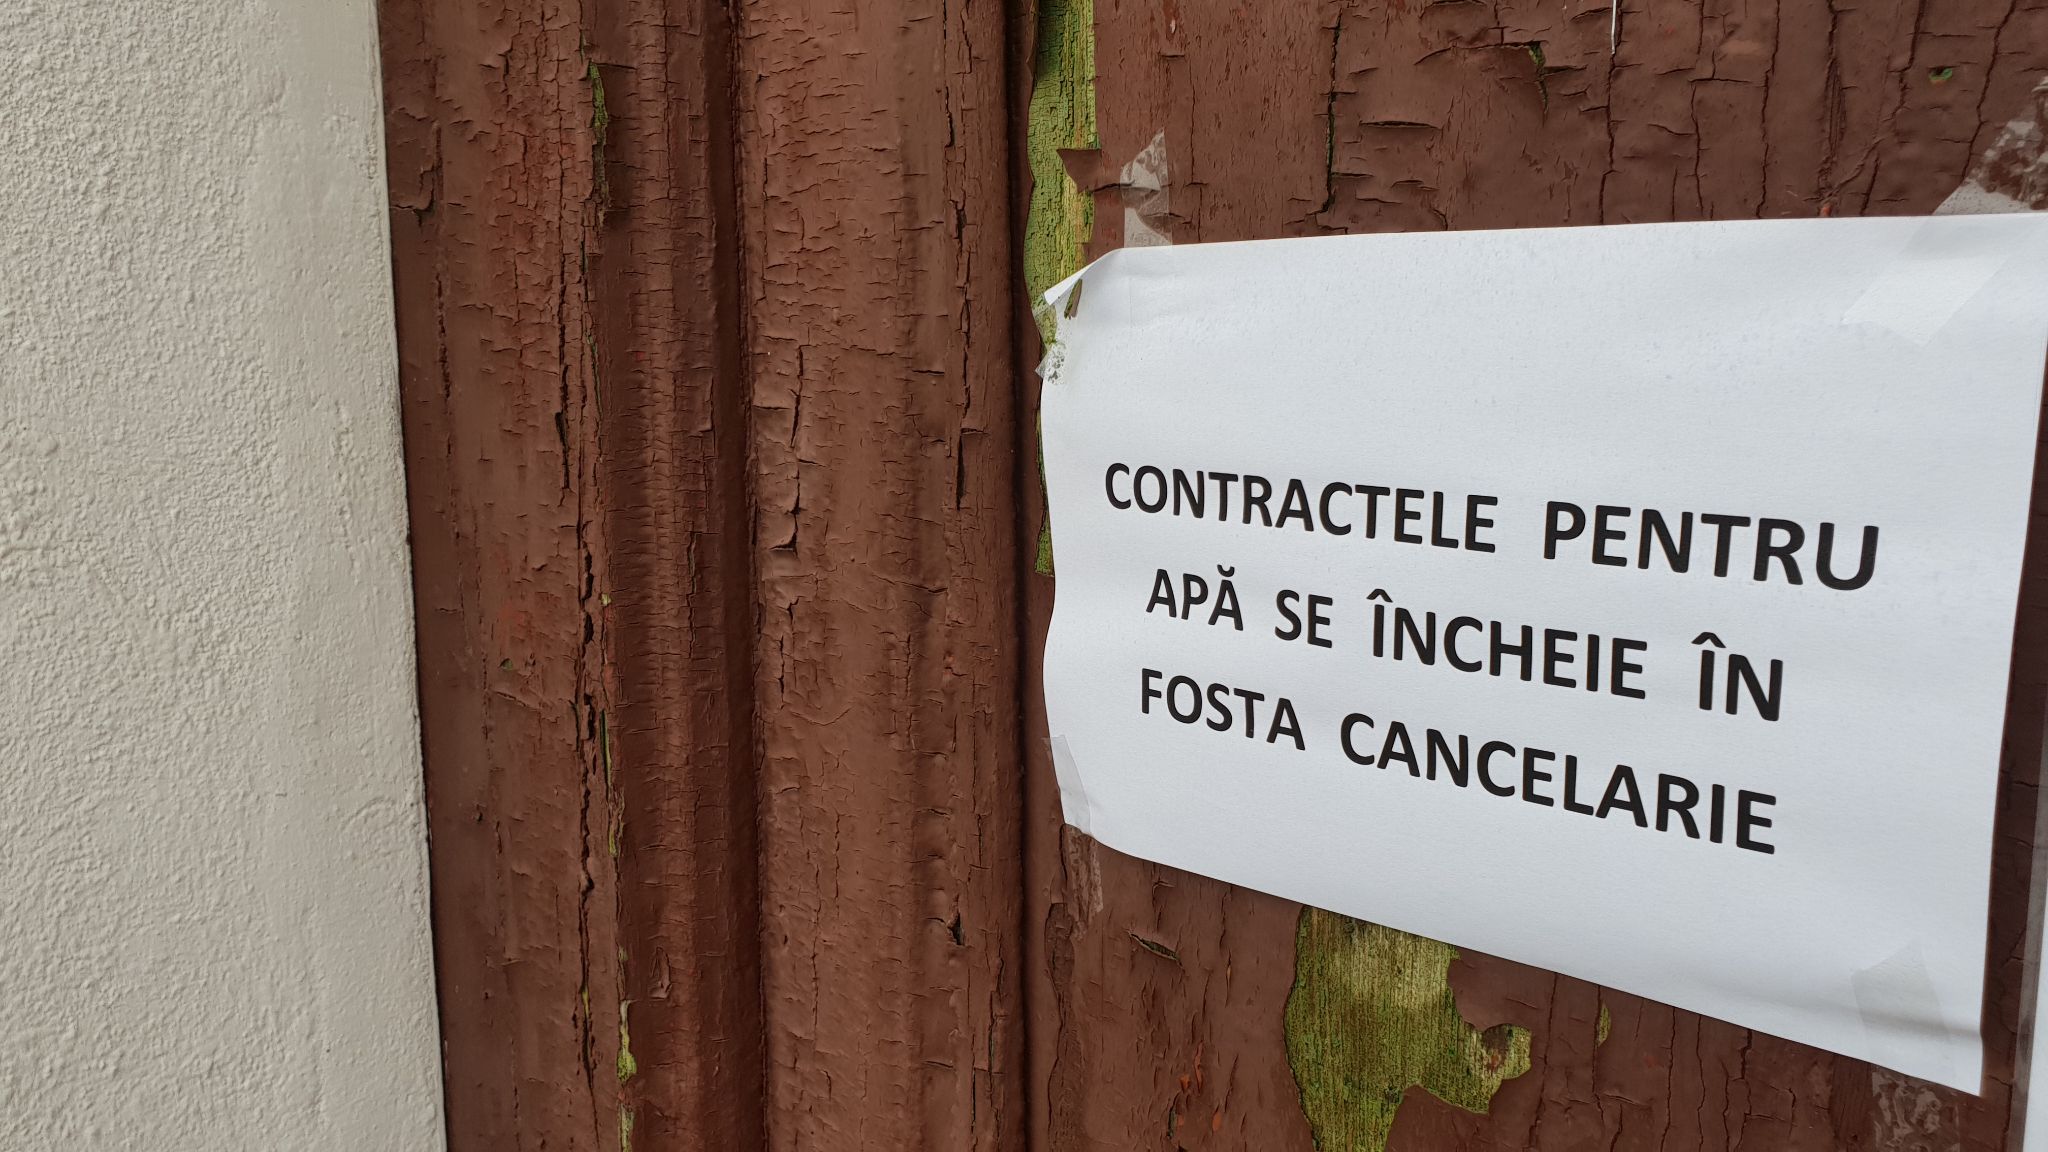 CONTRACTELE PENTRU
APĂ SE ÎNCHEIE ÎN
FOSTA CANCELARIE